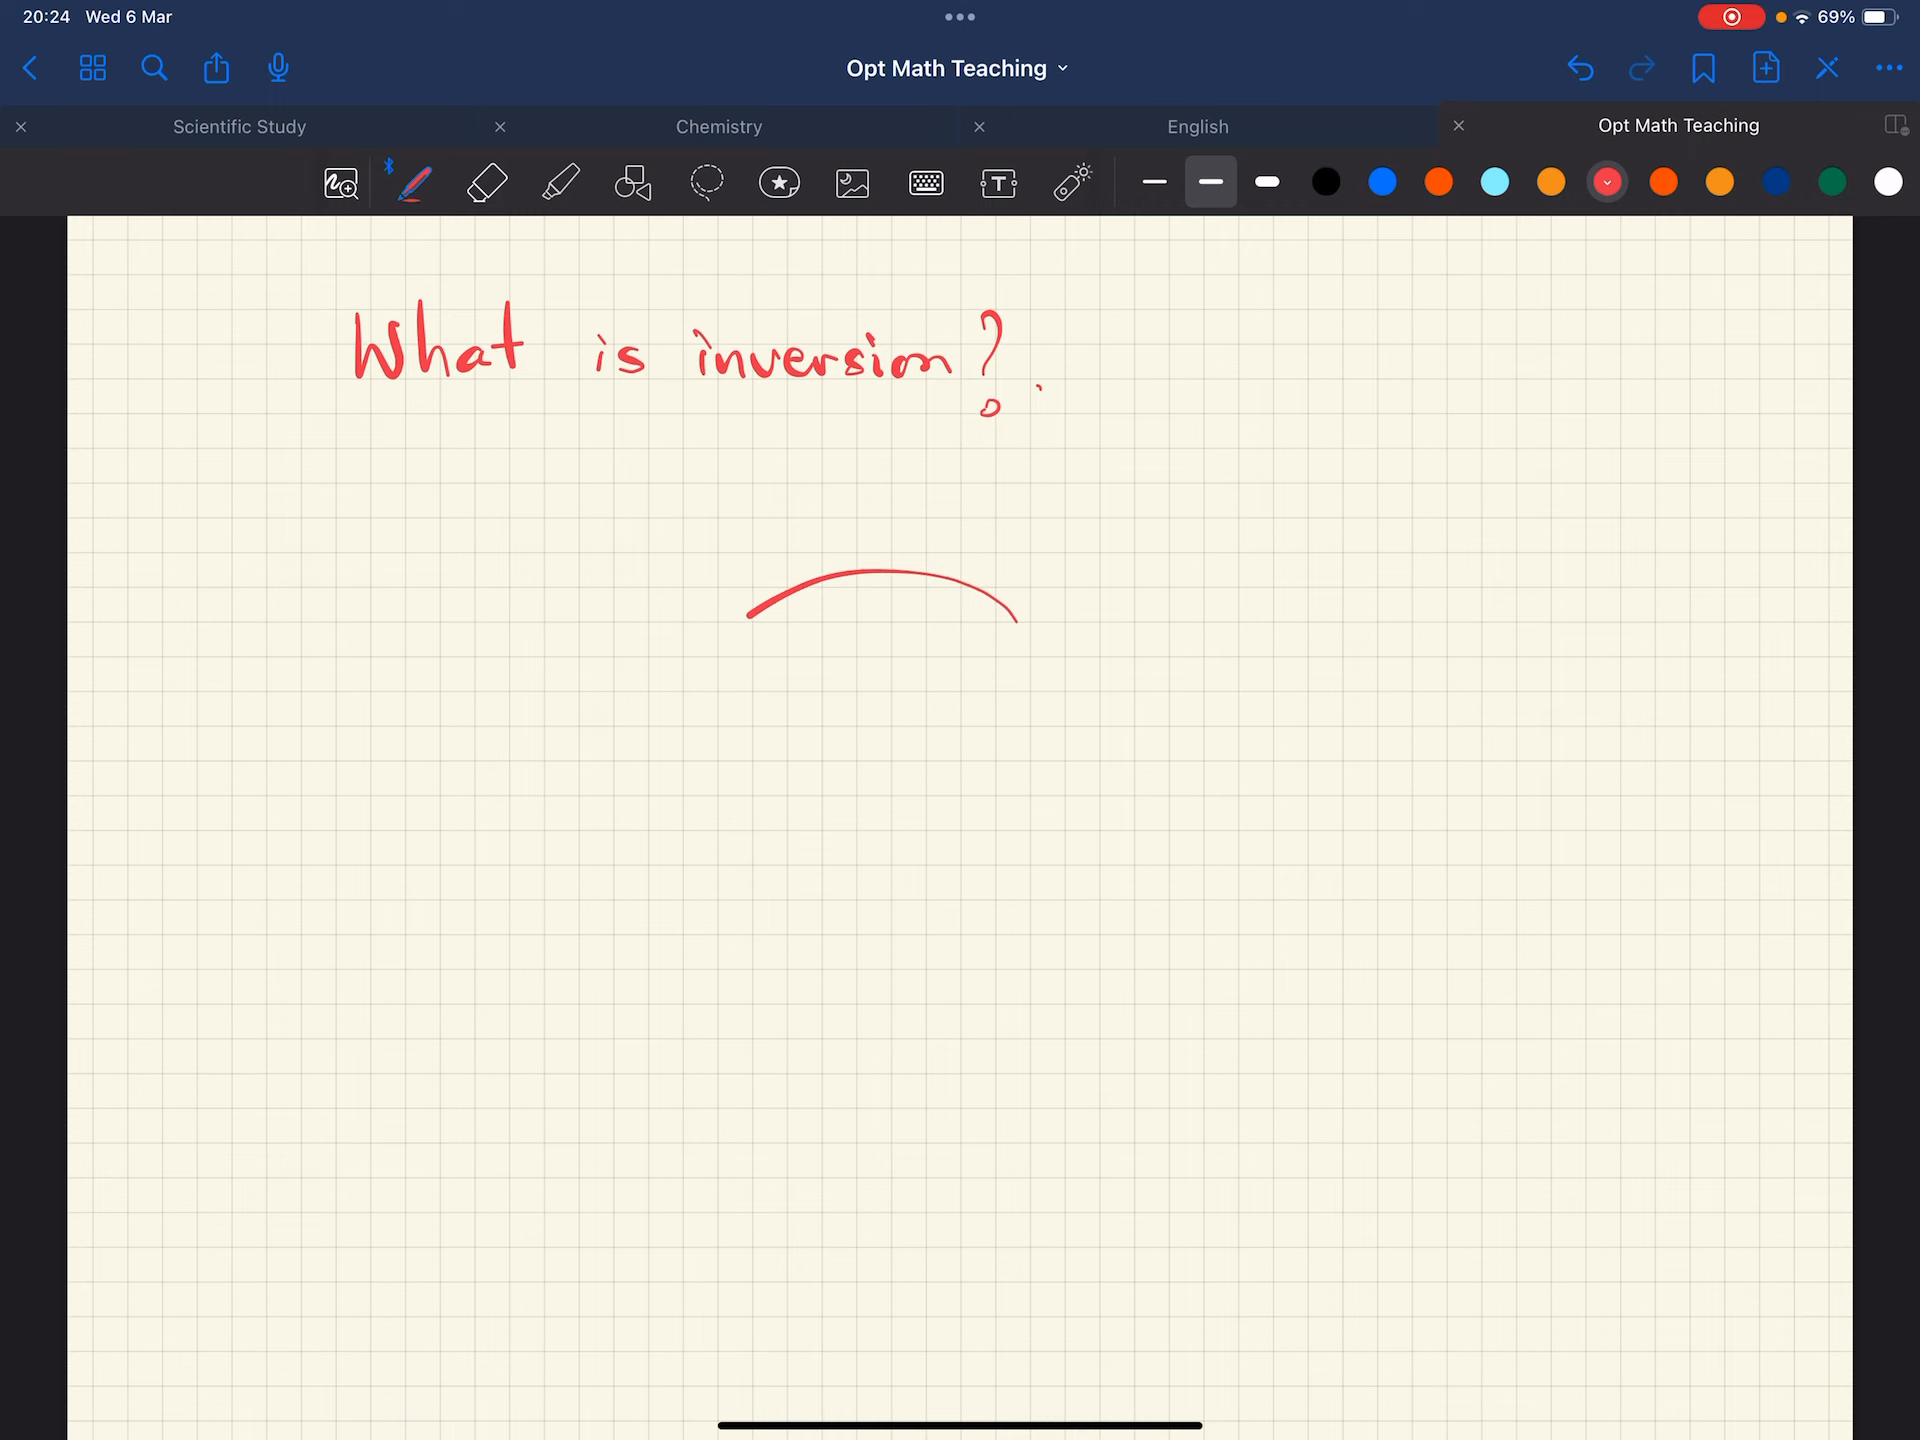 20:24 Wed 6 Mar
69%
Opt Math Teaching
Scientific Study
Chemistry
English
Opt Math Teaching
T
What is inversion?